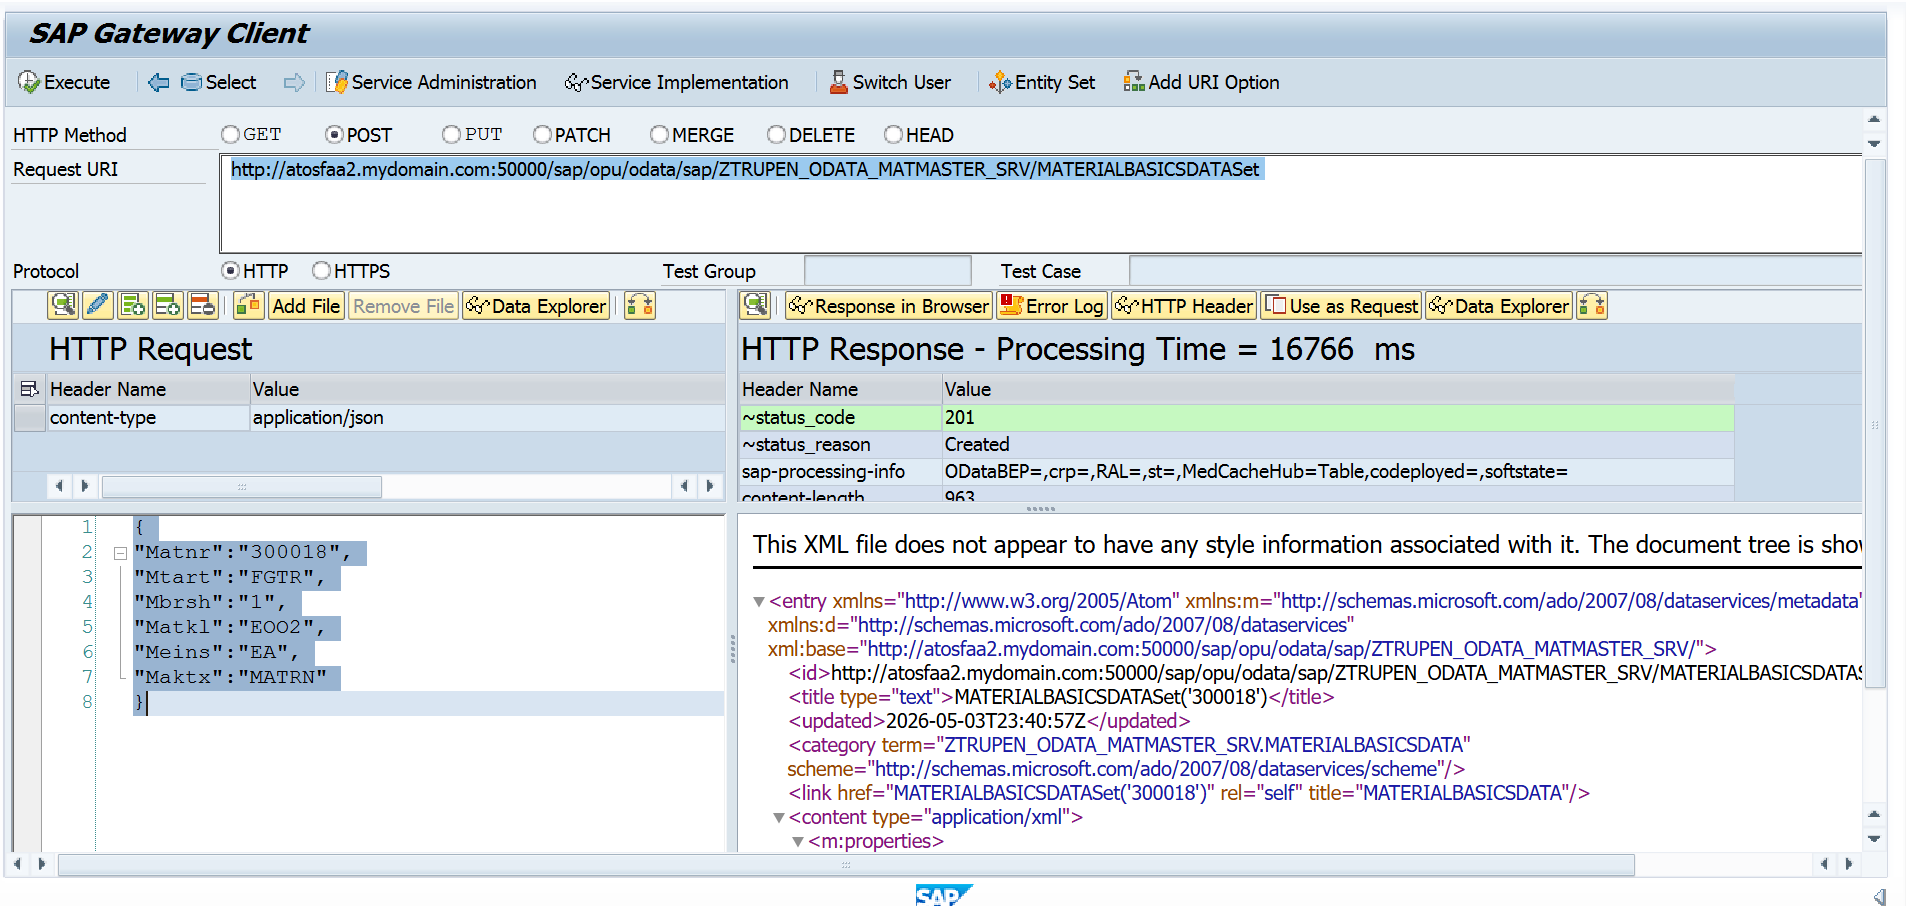 SAP Gateway Client
Execute Select Service Administration Service Implementation Switch User Entity Set Add URI Option
HTTP Method GET POST PUT PATCH MERGE DELETE HEAD
Request URI http://atosfaa2.mydomain.com:50000/sap/opu/odata/sap/ZTRUPEN_ODATA_MATMASTER_SRV/MATERIALBASICSDATASet
Protocol HTTP HTTPS Test Group Test Case
Add File Remove File Data Explorer
HTTP Request
Header Name Value
content-type application/json
1 {
2 "Matnr":"300018",
3 "Mtart":"FGTR",
4 "Mbrsh":"1",
5 "Matkl":"EOO2",
6 "Meins":"EA",
7 "Maktx":"MATRN"
8 }
Response in Browser Error Log HTTP Header Use as Request Data Explorer
HTTP Response - Processing Time = 16766 ms
Header Name Value
~status_code 201
~status_reason Created
sap-processing-info ODataBEP=,crp=,RAL=,st=,MedCacheHub=Table,codeployed=,softstate=
content-length 963
This XML file does not appear to have any style information associated with it. The document tree is show
<entry xmlns="http://www.w3.org/2005/Atom" xmlns:m="http://schemas.microsoft.com/ado/2007/08/dataservices/metadata"
xmlns:d="http://schemas.microsoft.com/ado/2007/08/dataservices"
xml:base="http://atosfaa2.mydomain.com:50000/sap/opu/odata/sap/ZTRUPEN_ODATA_MATMASTER_SRV/">
<id>http://atosfaa2.mydomain.com:50000/sap/opu/odata/sap/ZTRUPEN_ODATA_MATMASTER_SRV/MATERIALBASICSDATAS
<title type="text">MATERIALBASICSDATASet('300018')</title>
<updated>2026-05-03T23:40:57Z</updated>
<category term="ZTRUPEN_ODATA_MATMASTER_SRV.MATERIALBASICSDATA"
scheme="http://schemas.microsoft.com/ado/2007/08/dataservices/scheme"/>
<link href="MATERIALBASICSDATASet('300018')" rel="self" title="MATERIALBASICSDATA"/>
<content type="application/xml">
<m:properties>
SAP